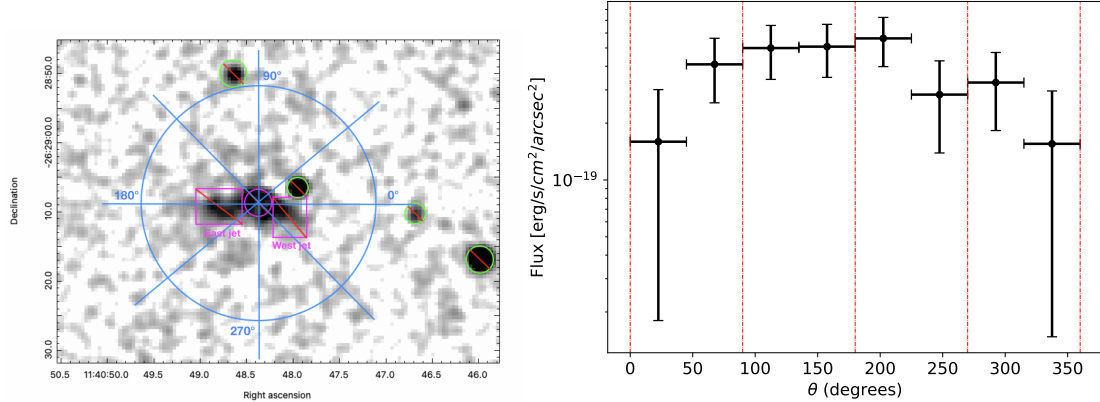 Declination
28:50.0
-26:29:00.0
10.0
20.0
30.0
90°
180°
0°
270°
East jet
West jet
50.5 11:40:50.0 49.5 49.0 48.5 48.0 47.5 47.0 46.5 46.0
Right ascension
Flux [erg/s/cm²/arcsec²]
10⁻¹⁹
0 50 100 150 200 250 300 350
θ (degrees)